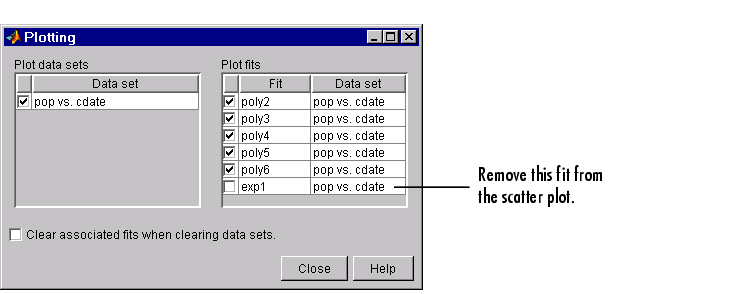 Plotting
Plot data sets
Data set
pop vs. cdate
Plot fits
Fit Data set
poly2 pop vs. cdate
poly3 pop vs. cdate
poly4 pop vs. cdate
poly5 pop vs. cdate
poly6 pop vs. cdate
exp1 pop vs. cdate
Remove this fit from
the scatter plot.
Clear associated fits when clearing data sets.
Close Help